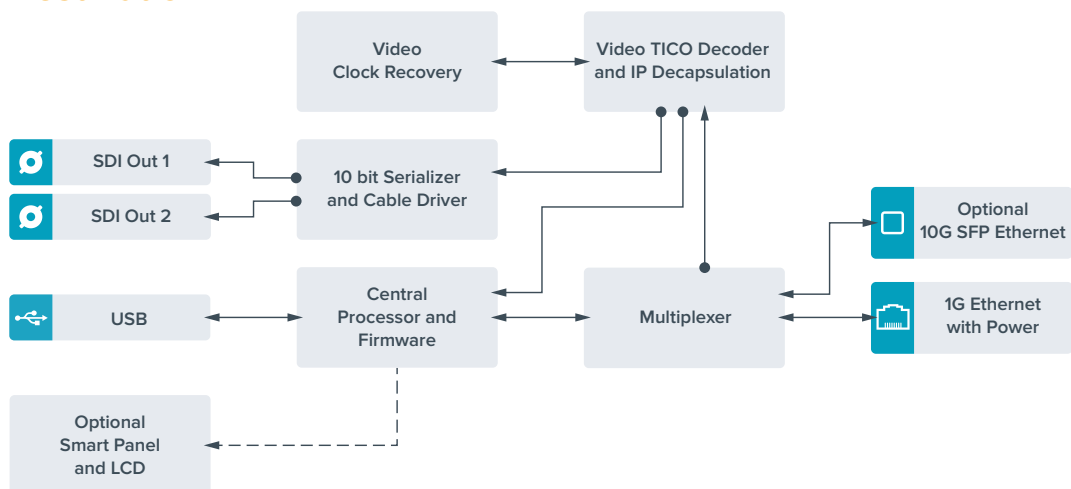 Video
Clock Recovery
Video TICO Decoder
and IP Decapsulation
SDI Out 1
SDI Out 2
10 bit Serializer
and Cable Driver
Optional
10G SFP Ethernet
USB
Central
Processor and
Firmware
Multiplexer
1G Ethernet
with Power
Optional
Smart Panel
and LCD